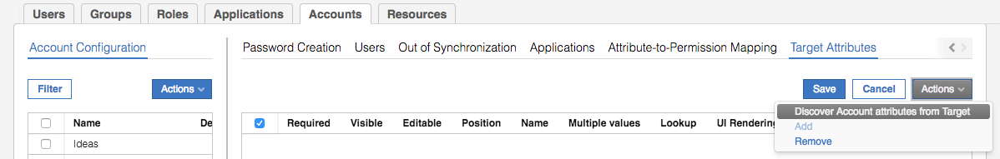 Users Groups Roles Applications Accounts Resources
Account Configuration
Password Creation Users Out of Synchronization Applications Attribute-to-Permission Mapping Target Attributes
Filter Actions
Save Cancel Actions
Discover Account attributes from Target
Add
Remove
Name De
Required Visible Editable Position Name Multiple values Lookup UI Rendering
Ideas